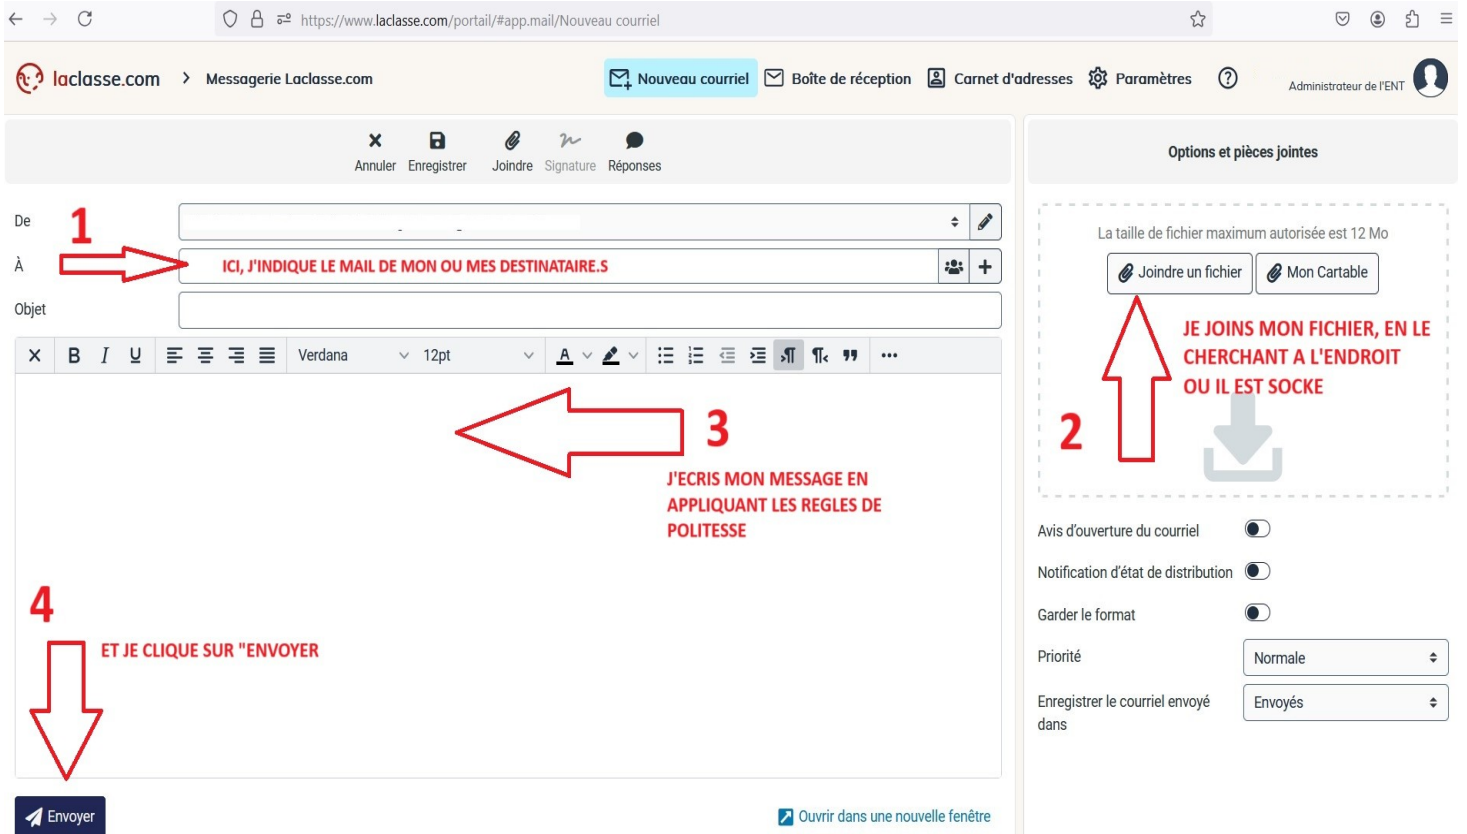 https://www.laclasse.com/portail/#app.mail/Nouveau courriel
laclasse.com > Messagerie Laclasse.com
Nouveau courriel Boîte de réception Carnet d'adresses Paramètres ? Administrateur de l'ENT
Annuler Enregistrer Joindre Signature Réponses
Options et pièces jointes
De
1
À
ICI, J'INDIQUE LE MAIL DE MON OU MES DESTINATAIRE.S
Objet
B I U Verdana 12pt A
La taille de fichier maximum autorisée est 12 Mo
Joindre un fichier Mon Cartable
JE JOINS MON FICHIER, EN LE
CHERCHANT A L'ENDROIT
OU IL EST SOCKE
2
3
J'ECRIS MON MESSAGE EN
APPLIQUANT LES REGLES DE
POLITESSE
Avis d'ouverture du courriel
Notification d'état de distribution
Garder le format
Priorité Normale
Enregistrer le courriel envoyé
dans
Envoyés
4
ET JE CLIQUE SUR "ENVOYER
Envoyer
Ouvrir dans une nouvelle fenêtre